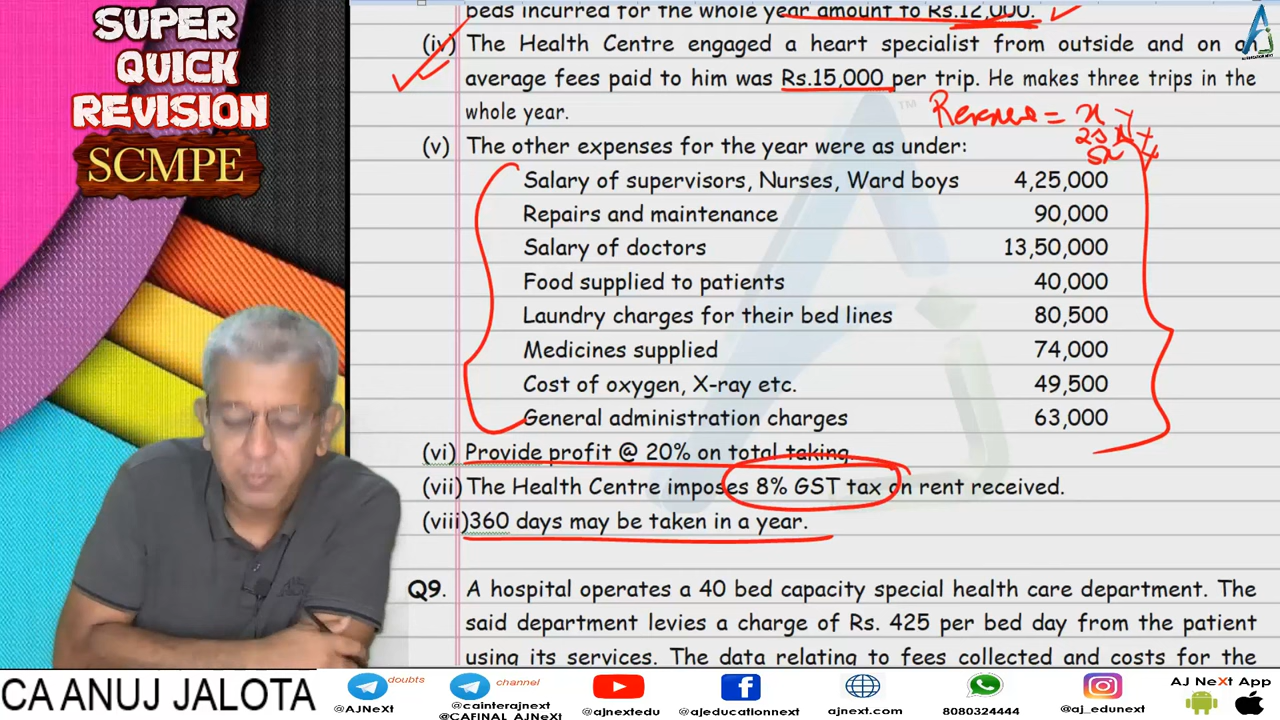 SUPER
QUICK
REVISION
SCMPE
beds incurred for the whole year amount to Rs.12,000.
(iv) The Health Centre engaged a heart specialist from outside and on an
average fees paid to him was Rs.15,000 per trip. He makes three trips in the
whole year.
Revenue = x
(v) The other expenses for the year were as under:
Salary of supervisors, Nurses, Ward boys 4,25,000
Repairs and maintenance 90,000
Salary of doctors 13,50,000
Food supplied to patients 40,000
Laundry charges for their bed lines 80,500
Medicines supplied 74,000
Cost of oxygen, X-ray etc. 49,500
General administration charges 63,000
(vi) Provide profit @ 20% on total taking.
(vii) The Health Centre imposes 8% GST tax on rent received.
(viii)360 days may be taken in a year.
Q9. A hospital operates a 40 bed capacity special health care department. The
said department levies a charge of Rs. 425 per bed day from the patient
using its services. The data relating to fees collected and costs for the
CA ANUJ JALOTA
doubts
@AJNeXt
channel
@cainterajnext
@CAFINAL_AJNeXt
@ajnextedu
@ajeducationnext
ajnext.com
8080324444
@aj_edunext
AJ NeXt App
TM